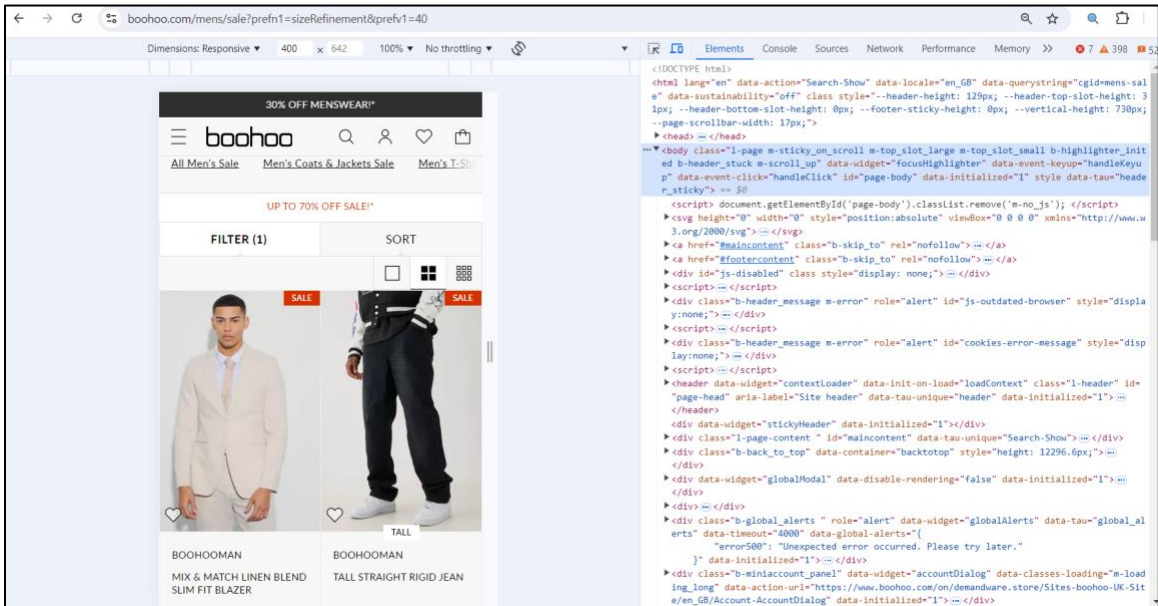 boohoo.com/mens/sale?prefn1=sizeRefinement&prefv1=40
Dimensions: Responsive ▼ 400 x 642 100% ▼ No throttling ▼
Elements Console Sources Network Performance Memory 7 398 52
30% OFF MENSWEAR!*
boohoo
All Men's Sale Men's Coats & Jackets Sale Men's T-Sh
UP TO 70% OFF SALE!*
FILTER (1) SORT
SALE SALE
TALL
BOOHOOMAN BOOHOOMAN
MIX & MATCH LINEN BLEND TALL STRAIGHT RIGID JEAN
SLIM FIT BLAZER
<!DOCTYPE html>
<html lang="en" data-action="Search-Show" data-locale="en_GB" data-querystring="cgid=mens-sal
e" data-sustainability="off" class style="--header-height: 129px; --header-top-slot-height: 3
1px; --header-bottom-slot-height: 0px; --footer-sticky-height: 0px; --vertical-height: 730px;
--page-scrollbar-width: 17px;">
<head> … </head>
<body class="l-page m-sticky_on_scroll m-top_slot_large m-top_slot_small b-highlighter_init
ed b-header_stuck m-scroll_up" data-widget="focusHighlighter" data-event-keyup="handleKeyu
p" data-event-click="handleClick" id="page-body" data-initialized="1" style data-tau="heade
r_sticky"> == $0
<script> document.getElementById('page-body').classList.remove('m-no_js'); </script>
<svg height="0" width="0" style="position:absolute" viewBox="0 0 0 0" xmlns="http://www.w
3.org/2000/svg"> … </svg>
<a href="#maincontent" class="b-skip_to" rel="nofollow"> … </a>
<a href="#footercontent" class="b-skip_to" rel="nofollow"> … </a>
<div id="js-disabled" class style="display: none;"> … </div>
<script> … </script>
<div class="b-header_message m-error" role="alert" id="js-outdated-browser" style="displa
y:none;"> … </div>
<script> … </script>
<div class="b-header_message m-error" role="alert" id="cookies-error-message" style="disp
lay:none;"> … </div>
<script> … </script>
<header data-widget="contextLoader" data-init-on-load="loadContext" class="l-header" id=
"page-head" aria-label="Site header" data-tau-unique="header" data-initialized="1"> …
</header>
<div data-widget="stickyHeader" data-initialized="1"></div>
<div class="l-page-content " id="maincontent" data-tau-unique="Search-Show"> … </div>
<div class="b-back_to_top" data-container="backtotop" style="height: 12296.6px;"> …
</div>
<div data-widget="globalModal" data-disable-rendering="false" data-initialized="1"> …
</div>
<div> … </div>
<div class="b-global_alerts " role="alert" data-widget="globalAlerts" data-tau="global_al
erts" data-timeout="4000" data-global-alerts="{
"error500": "Unexpected error occurred. Please try later."
}" data-initialized="1"> … </div>
<div class="b-miniaccount_panel" data-widget="accountDialog" data-classes-loading="m-load
ing_long" data-action-url="https://www.boohoo.com/on/demandware.store/Sites-boohoo-UK-Sit
e/en_GB/Account-AccountDialog" data-initialized="1"> … </div>